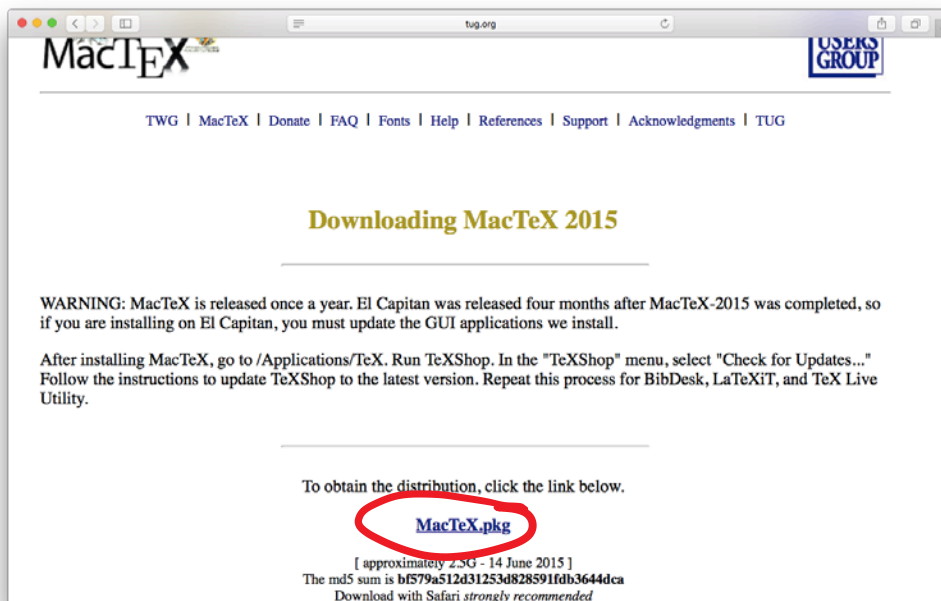 tug.org
MacTEX
USERS
GROUP
TWG | MacTeX | Donate | FAQ | Fonts | Help | References | Support | Acknowledgments | TUG
Downloading MacTeX 2015
WARNING: MacTeX is released once a year. El Capitan was released four months after MacTeX-2015 was completed, so
if you are installing on El Capitan, you must update the GUI applications we install.
After installing MacTeX, go to /Applications/TeX. Run TeXShop. In the "TeXShop" menu, select "Check for Updates..."
Follow the instructions to update TeXShop to the latest version. Repeat this process for BibDesk, LaTeXiT, and TeX Live
Utility.
To obtain the distribution, click the link below.
MacTeX.pkg
[ approximately 2.5G - 14 June 2015 ]
The md5 sum is bf579a512d31253d828591fdb3644dca
Download with Safari strongly recommended